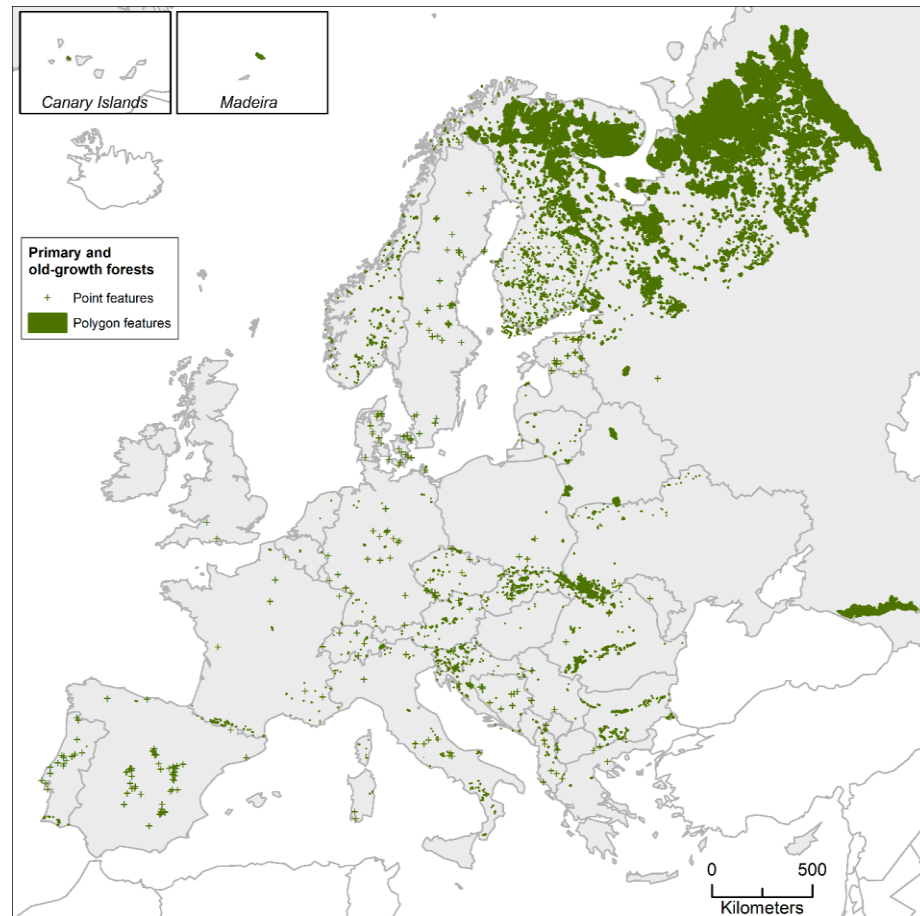 Canary Islands
Madeira
Primary and
old-growth forests
Point features
Polygon features
0 500
Kilometers